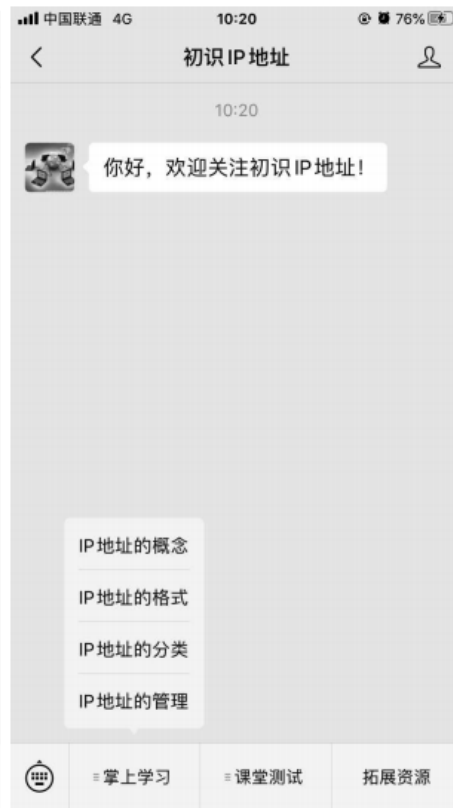 中国联通 4G 10:20 76%
初识IP地址
10:20
你好，欢迎关注初识IP地址！
IP地址的概念
IP地址的格式
IP地址的分类
IP地址的管理
掌上学习 课堂测试 拓展资源